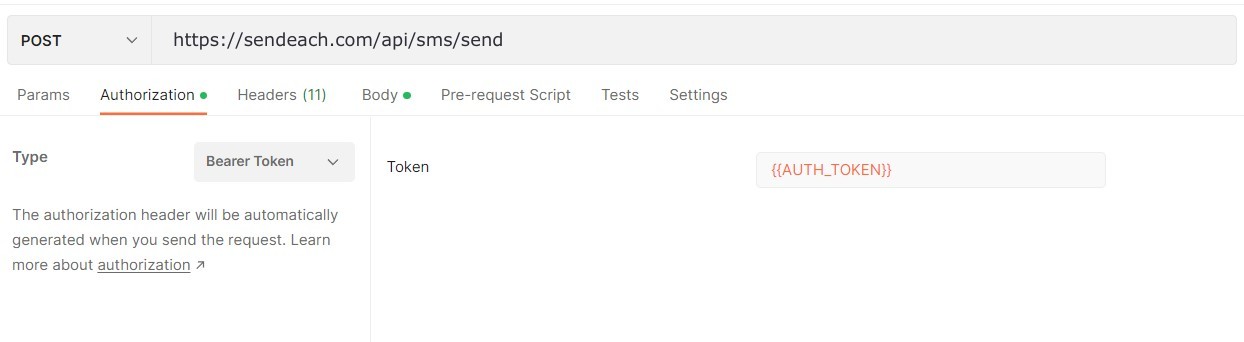 POST https://sendeach.com/api/sms/send
Params Authorization Headers (11) Body Pre-request Script Tests Settings
Type Bearer Token
Token {{AUTH_TOKEN}}
The authorization header will be automatically
generated when you send the request. Learn
more about authorization ↗